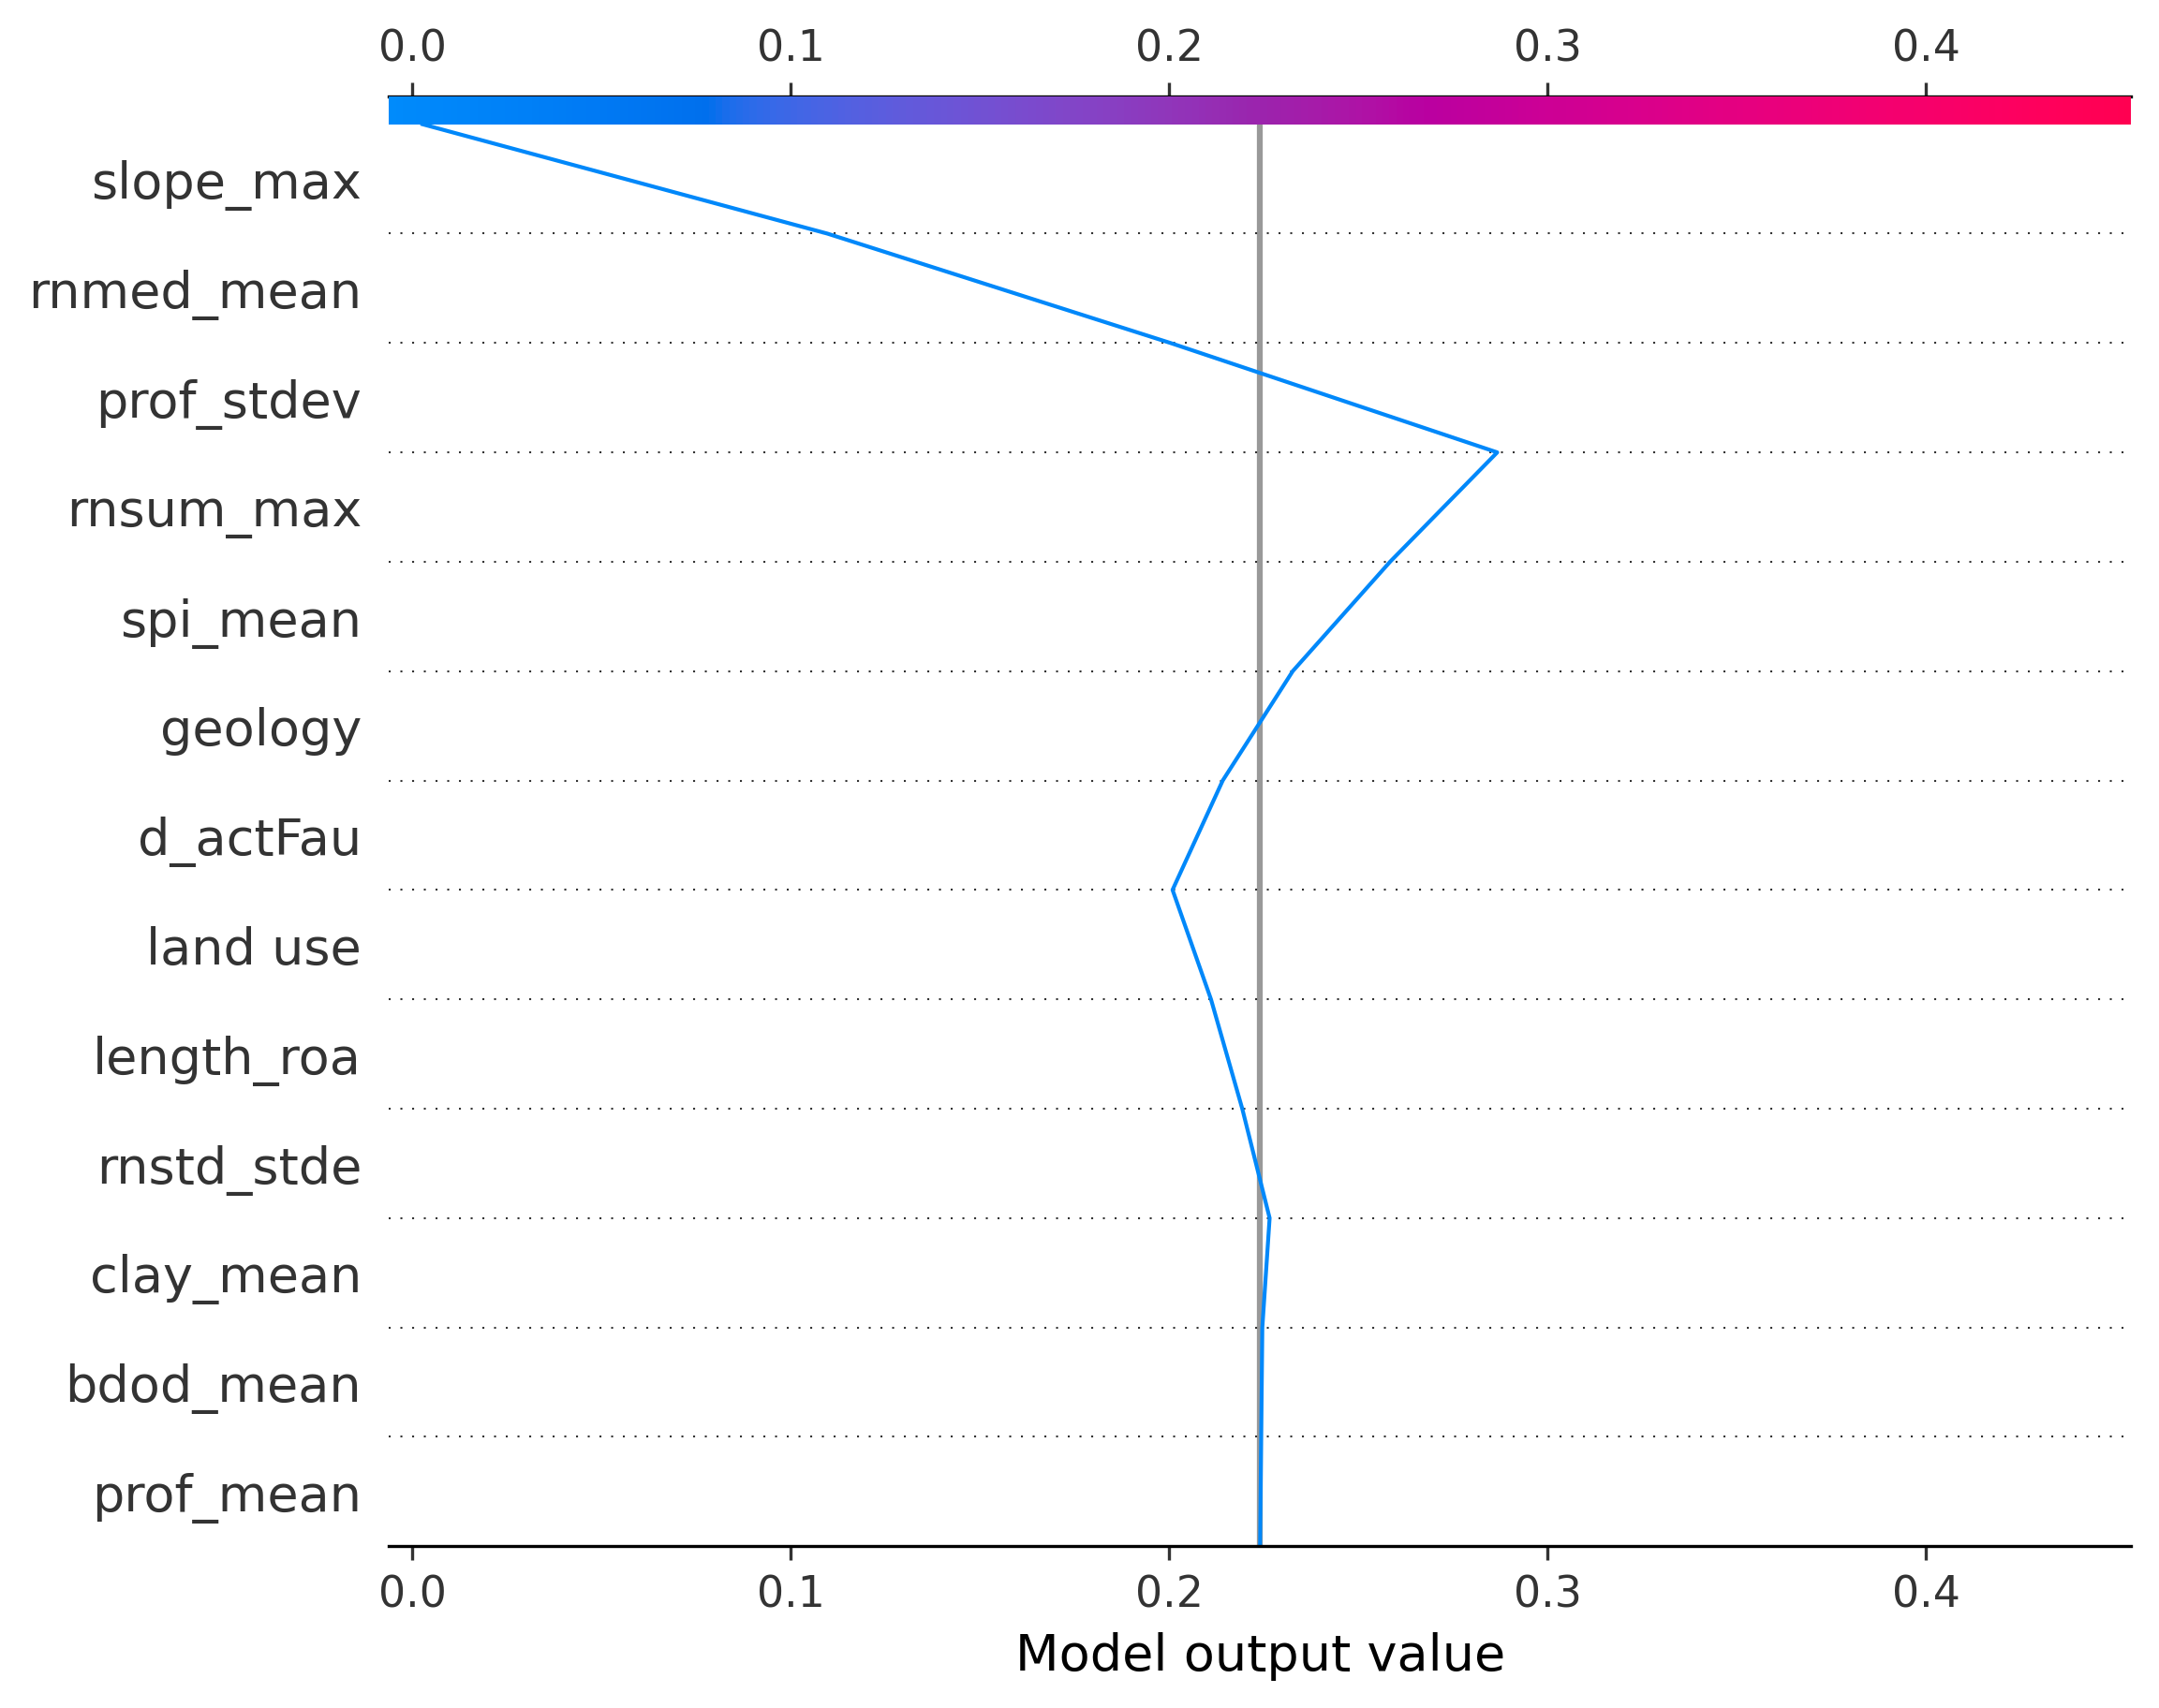 0.0 0.1 0.2 0.3 0.4
slope_max
rnmed_mean
prof_stdev
rnsum_max
spi_mean
geology
d_actFau
land use
length_roa
rnstd_stde
clay_mean
bdod_mean
prof_mean
0.0 0.1 0.2 0.3 0.4
Model output value